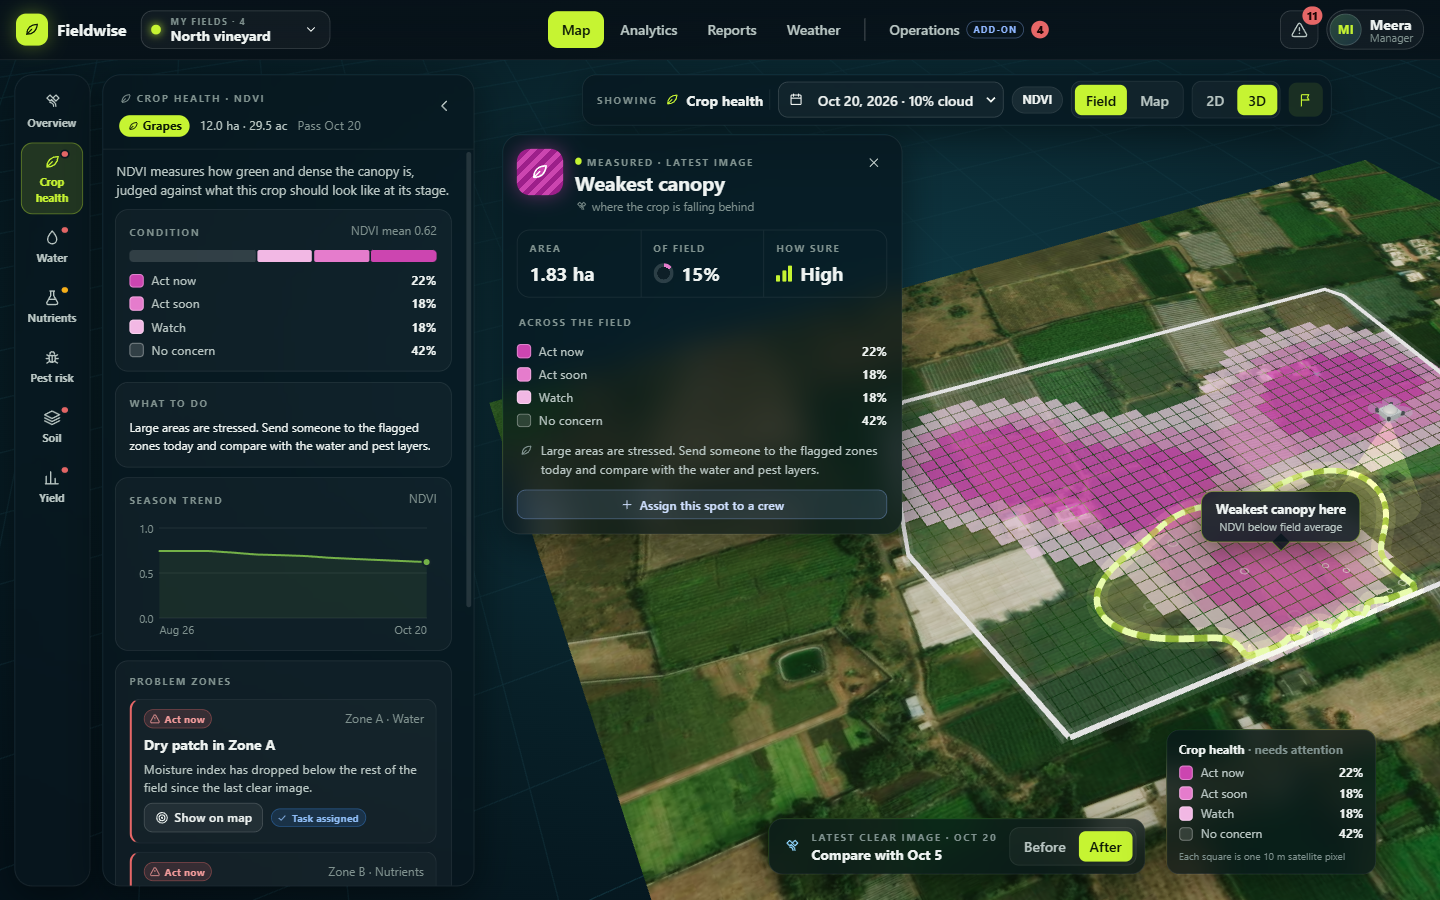 Fieldwise
MY FIELDS · 4
North vineyard
Map
Analytics
Reports
Weather
Operations
ADD-ON
4
11
MI
Meera
Manager
Overview
Crop
health
Water
Nutrients
Pest risk
Soil
Yield
CROP HEALTH · NDVI
Grapes
12.0 ha · 29.5 ac
Pass Oct 20
NDVI measures how green and dense the canopy is,
judged against what this crop should look like at its stage.
CONDITION
NDVI mean 0.62
Act now 22%
Act soon 18%
Watch 18%
No concern 42%
WHAT TO DO
Large areas are stressed. Send someone to the flagged
zones today and compare with the water and pest layers.
SEASON TREND
NDVI
1.0
0.5
0.0
Aug 26
Oct 20
PROBLEM ZONES
Act now
Zone A · Water
Dry patch in Zone A
Moisture index has dropped below the rest of the
field since the last clear image.
Show on map
Task assigned
Act now
Zone B · Nutrients
SHOWING
Crop health
Oct 20, 2026 · 10% cloud
NDVI
Field
Map
2D
3D
MEASURED · LATEST IMAGE
Weakest canopy
where the crop is falling behind
AREA
1.83 ha
OF FIELD
15%
HOW SURE
High
ACROSS THE FIELD
Act now 22%
Act soon 18%
Watch 18%
No concern 42%
Large areas are stressed. Send someone to the flagged zones
today and compare with the water and pest layers.
+ Assign this spot to a crew
Weakest canopy here
NDVI below field average
LATEST CLEAR IMAGE · OCT 20
Compare with Oct 5
Before
After
Crop health · needs attention
Act now 22%
Act soon 18%
Watch 18%
No concern 42%
Each square is one 10 m satellite pixel